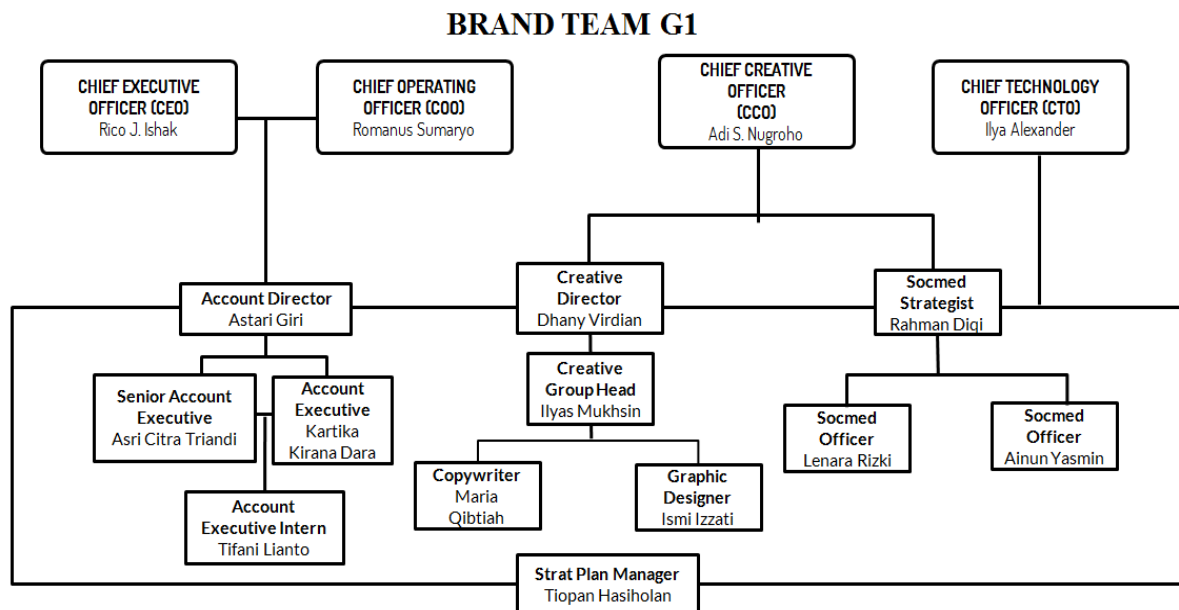 BRAND TEAM G1
CHIEF EXECUTIVE
OFFICER (CEO)
Rico J. Ishak
CHIEF OPERATING
OFFICER (COO)
Romanus Sumaryo
CHIEF CREATIVE
OFFICER
(CCO)
Adi S. Nugroho
CHIEF TECHNOLOGY
OFFICER (CTO)
Ilya Alexander
Account Director
Astari Giri
Creative
Director
Dhany Virdian
Socmed
Strategist
Rahman Diqi
Senior Account
Executive
Asri Citra Triandi
Account
Executive
Kartika
Kirana Dara
Creative
Group Head
Ilyas Mukhsin
Socmed
Officer
Lenara Rizki
Socmed
Officer
Ainun Yasmin
Account
Executive Intern
Tifani Lianto
Copywriter
Maria
Qibtiah
Graphic
Designer
Ismi Izzati
Strat Plan Manager
Tiopan Hasiholan